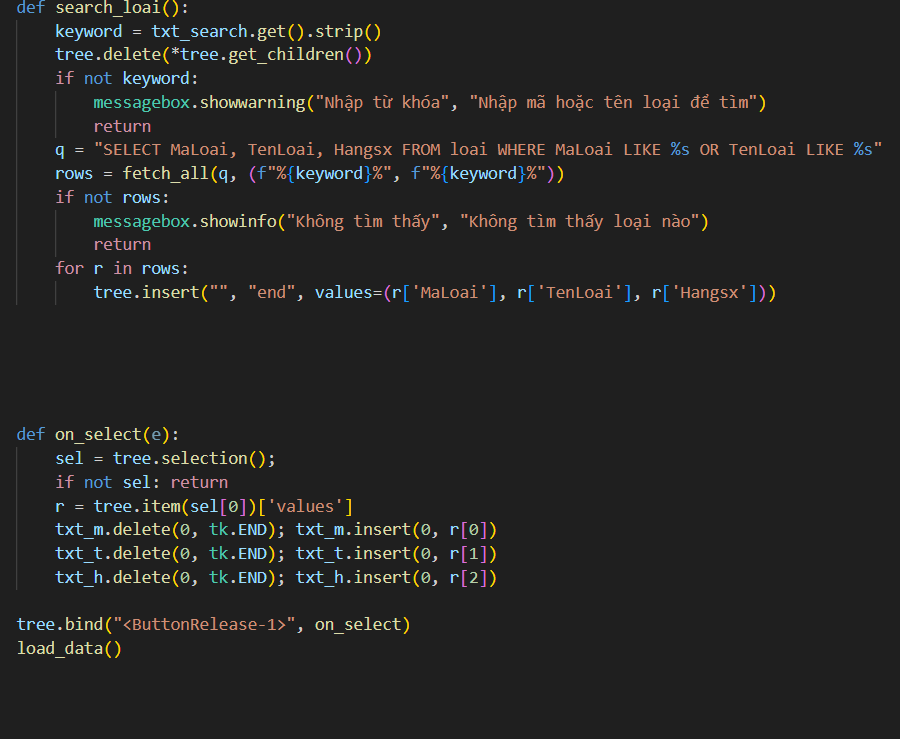 def search_loai():
    keyword = txt_search.get().strip()
    tree.delete(*tree.get_children())
    if not keyword:
        messagebox.showwarning("Nhập từ khóa", "Nhập mã hoặc tên loại để tìm")
        return
    q = "SELECT MaLoai, TenLoai, Hangsx FROM loai WHERE MaLoai LIKE %s OR TenLoai LIKE %s"
    rows = fetch_all(q, (f"%{keyword}%", f"%{keyword}%"))
    if not rows:
        messagebox.showinfo("Không tìm thấy", "Không tìm thấy loại nào")
        return
    for r in rows:
        tree.insert("", "end", values=(r['MaLoai'], r['TenLoai'], r['Hangsx']))
def on_select(e):
    sel = tree.selection();
    if not sel: return
    r = tree.item(sel[0])['values']
    txt_m.delete(0, tk.END); txt_m.insert(0, r[0])
    txt_t.delete(0, tk.END); txt_t.insert(0, r[1])
    txt_h.delete(0, tk.END); txt_h.insert(0, r[2])
tree.bind("<ButtonRelease-1>", on_select)
load_data()